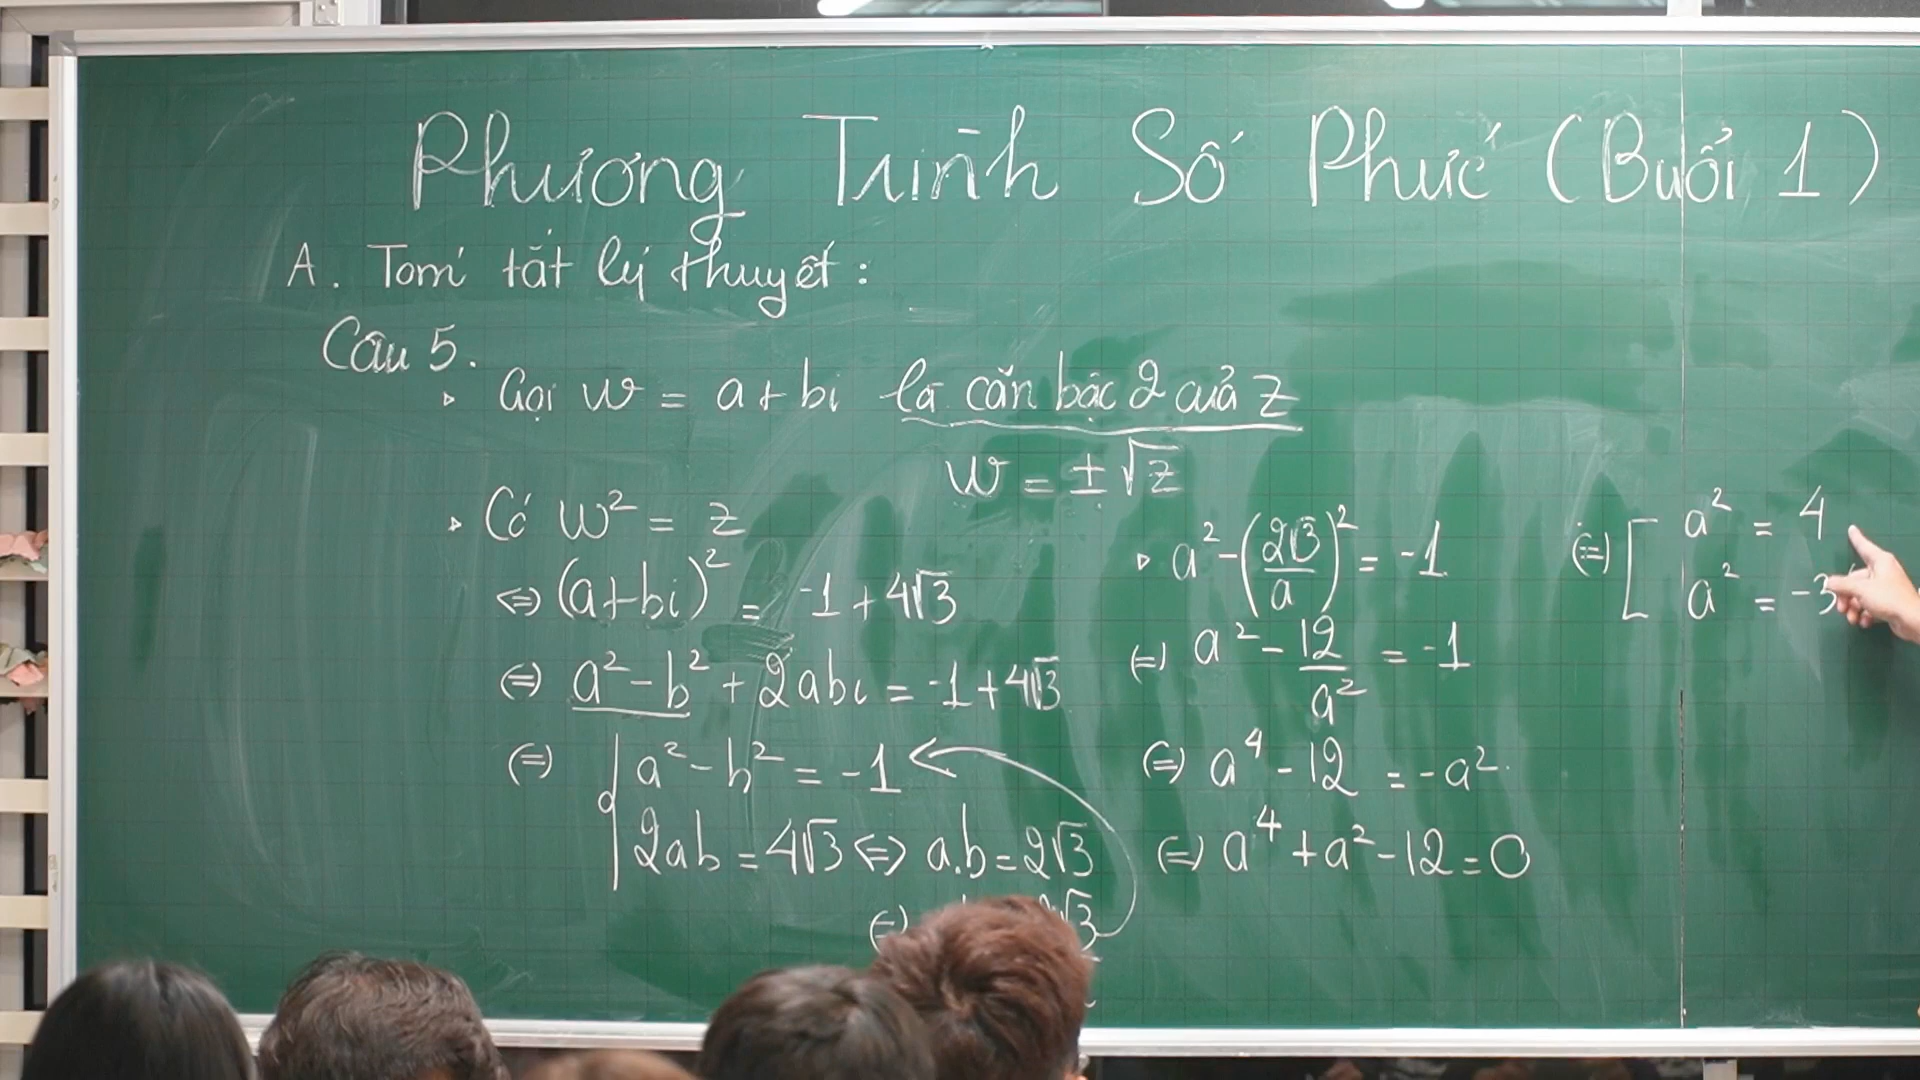 Phương Trình Số Phức (Buổi 1)
A. Tóm tắt lý thuyết :
Câu 5.
▹ Gọi w = a + bi là căn bậc 2 của z
w = ± √z
▹ Có w² = z
⇔ (a+bi)² = -1 + 4√3
⇔ a² - b² + 2abi = -1 + 4√3
⇔ { a² - b² = -1
2ab = 4√3 ⇔ a.b = 2√3
⇔ 2√3
▹ a² - (2√3/a)² = -1
⇔ a² - 12/a² = -1
⇔ a⁴ - 12 = -a²
⇔ a⁴ + a² - 12 = 0
⇔ [ a² = 4
a² = -3